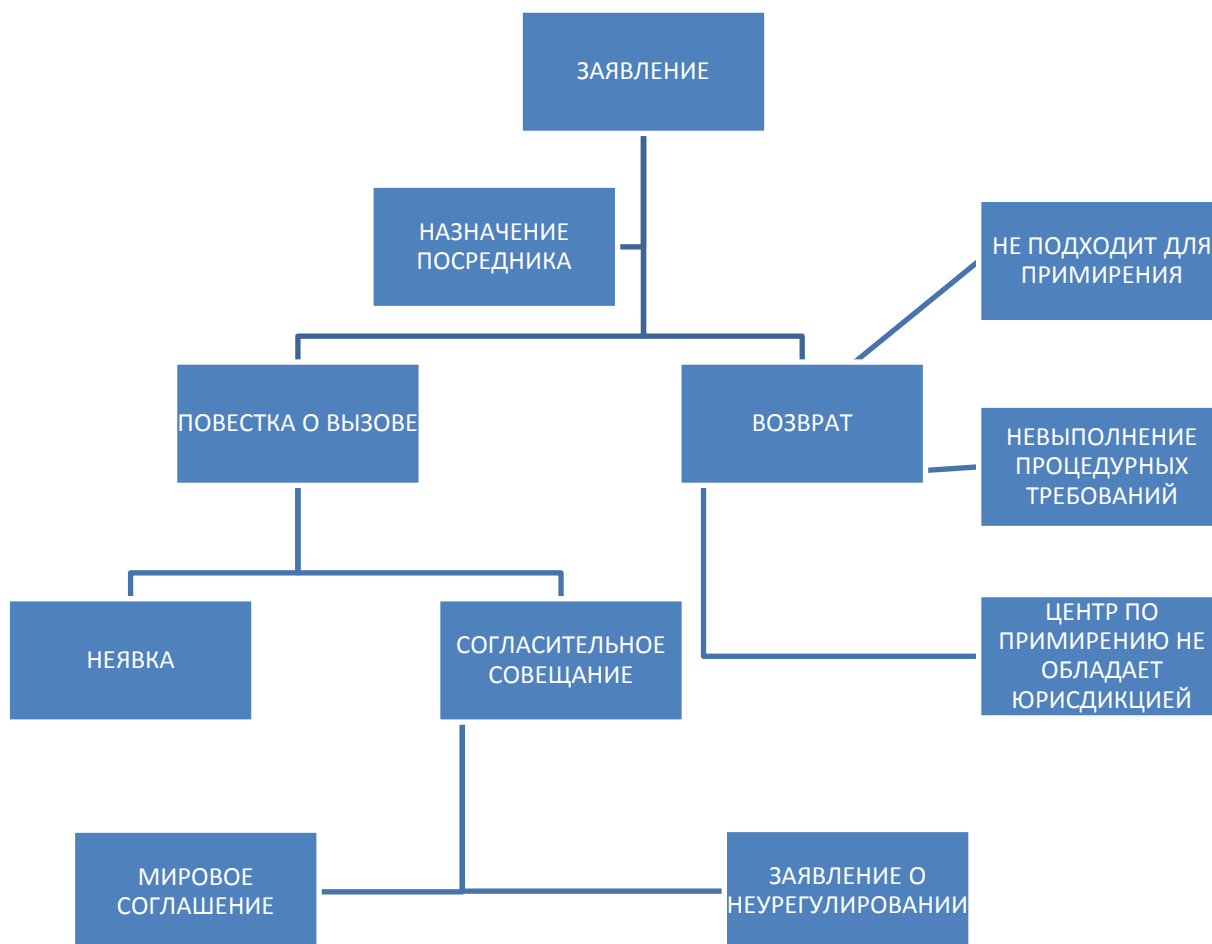 ЗАЯВЛЕНИЕ
НАЗНАЧЕНИЕ
ПОСРЕДНИКА
НЕ ПОДХОДИТ ДЛЯ
ПРИМИРЕНИЯ
ПОВЕСТКА О ВЫЗОВЕ
ВОЗВРАТ
НЕВЫПОЛНЕНИЕ
ПРОЦЕДУРНЫХ
ТРЕБОВАНИЙ
НЕЯВКА
СОГЛАСИТЕЛЬНОЕ
СОВЕЩАНИЕ
ЦЕНТР ПО
ПРИМИРЕНИЮ НЕ
ОБЛАДАЕТ
ЮРИСДИКЦИЕЙ
МИРОВОЕ
СОГЛАШЕНИЕ
ЗАЯВЛЕНИЕ О
НЕУРЕГУЛИРОВАНИИ